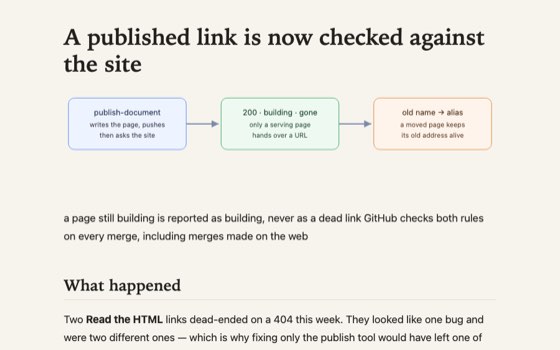 A published link is now checked against
the site
publish-document
writes the page, pushes
then asks the site
200 · building · gone
only a serving page
hands over a URL
old name → alias
a moved page keeps
its old address alive
a page still building is reported as building, never as a dead link GitHub checks both rules
on every merge, including merges made on the web
What happened
Two Read the HTML links dead-ended on a 404 this week. They looked like one bug and
were two different ones — which is why fixing only the publish tool would have left one of